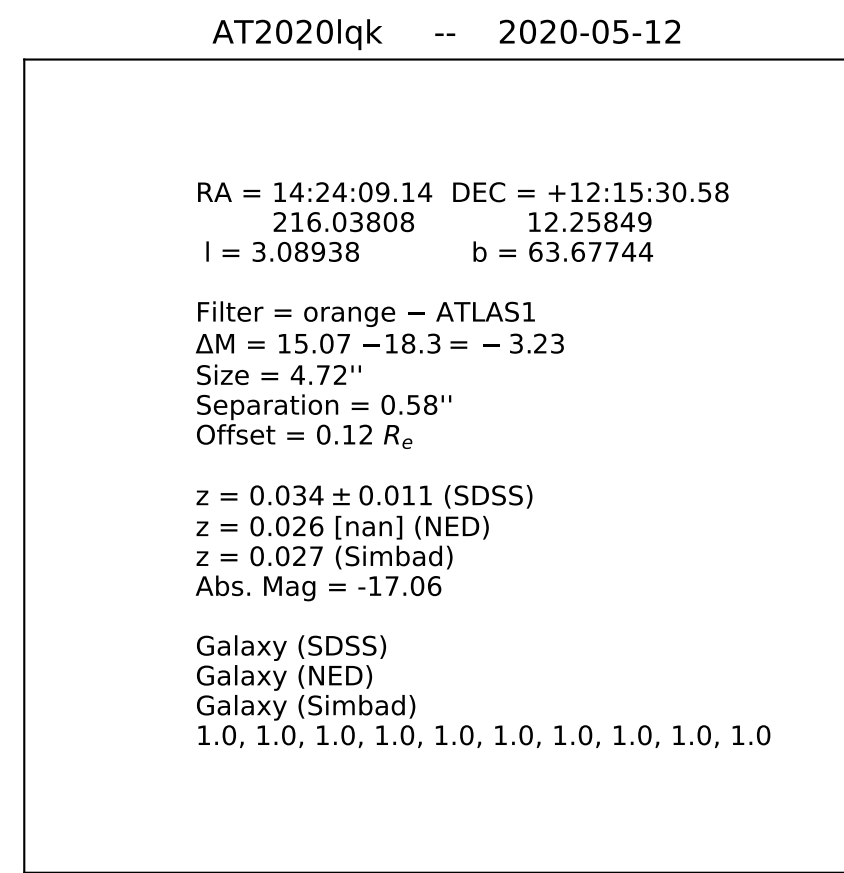 AT2020lqk -- 2020-05-12
RA = 14:24:09.14 DEC = +12:15:30.58
216.03808 12.25849
l = 3.08938 b = 63.67744
Filter = orange − ATLAS1
ΔM = 15.07 −18.3 = − 3.23
Size = 4.72''
Separation = 0.58''
Offset = 0.12 Rₑ
z = 0.034 ± 0.011 (SDSS)
z = 0.026 [nan] (NED)
z = 0.027 (Simbad)
Abs. Mag = -17.06
Galaxy (SDSS)
Galaxy (NED)
Galaxy (Simbad)
1.0, 1.0, 1.0, 1.0, 1.0, 1.0, 1.0, 1.0, 1.0, 1.0